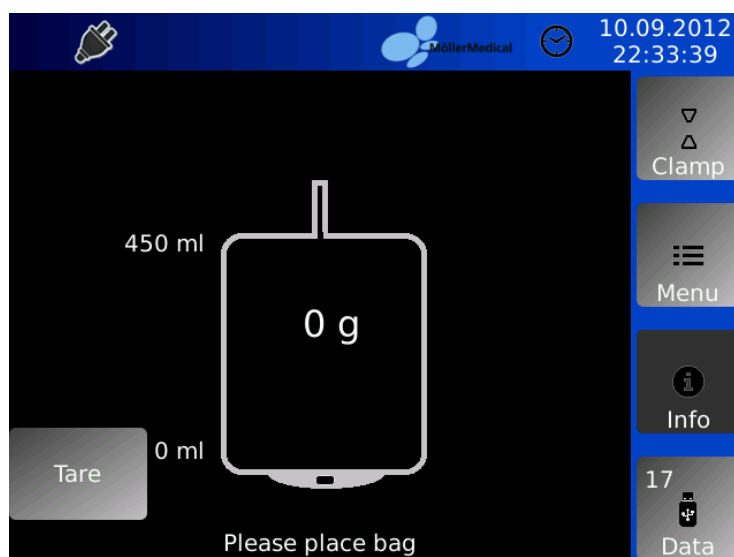 MöllerMedical
10.09.2012
22:33:39
Clamp
450 ml
Menu
0 g
Info
0 ml
Tare
17
Please place bag
Data